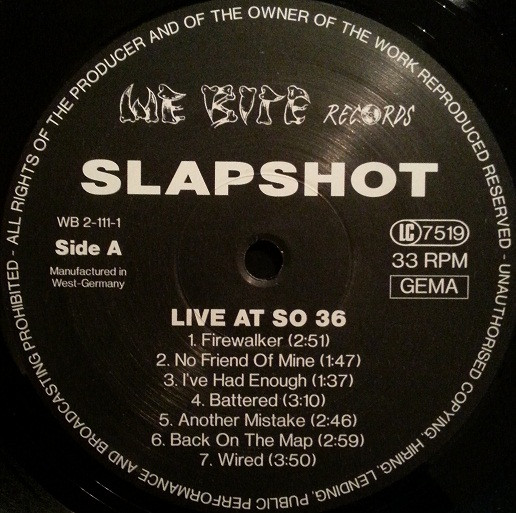 ALL RIGHTS OF THE PRODUCER AND OF THE OWNER OF THE WORK REPRODUCED RESERVED - UNAUTHORISED COPYING, HIRING, LENDING, PUBLIC PERFORMANCE AND BROADCASTING PROHIBITED -
WE BITE RECORDS
SLAPSHOT
WB 2-111-1
Side A
Manufactured in
West-Germany
LC 7519
33 RPM
GEMA
LIVE AT SO 36
1. Firewalker (2:51)
2. No Friend Of Mine (1:47)
3. I've Had Enough (1:37)
4. Battered (3:10)
5. Another Mistake (2:46)
6. Back On The Map (2:59)
7. Wired (3:50)